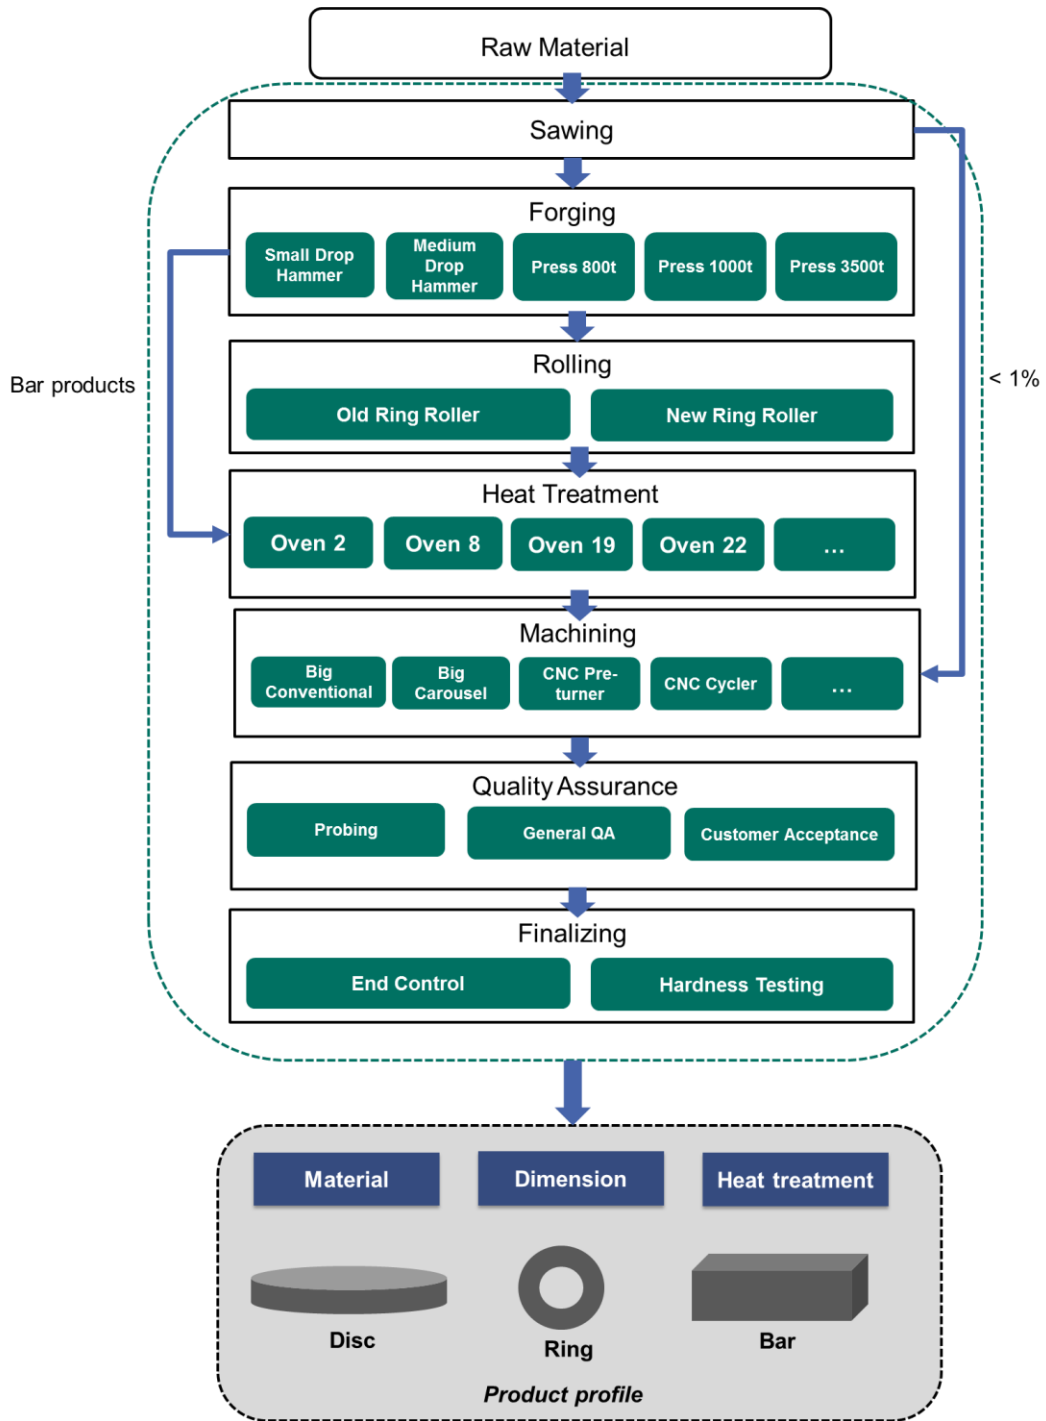 Raw Material
Sawing
Forging
Small Drop
Hammer
Medium
Drop
Hammer
Press 800t
Press 1000t
Press 3500t
Bar products
< 1%
Rolling
Old Ring Roller
New Ring Roller
Heat Treatment
Oven 2
Oven 8
Oven 19
Oven 22
...
Machining
Big
Conventional
Big
Carousel
CNC Pre-
turner
CNC Cycler
...
Quality Assurance
Probing
General QA
Customer Acceptance
Finalizing
End Control
Hardness Testing
Material
Dimension
Heat treatment
Disc
Ring
Bar
Product profile